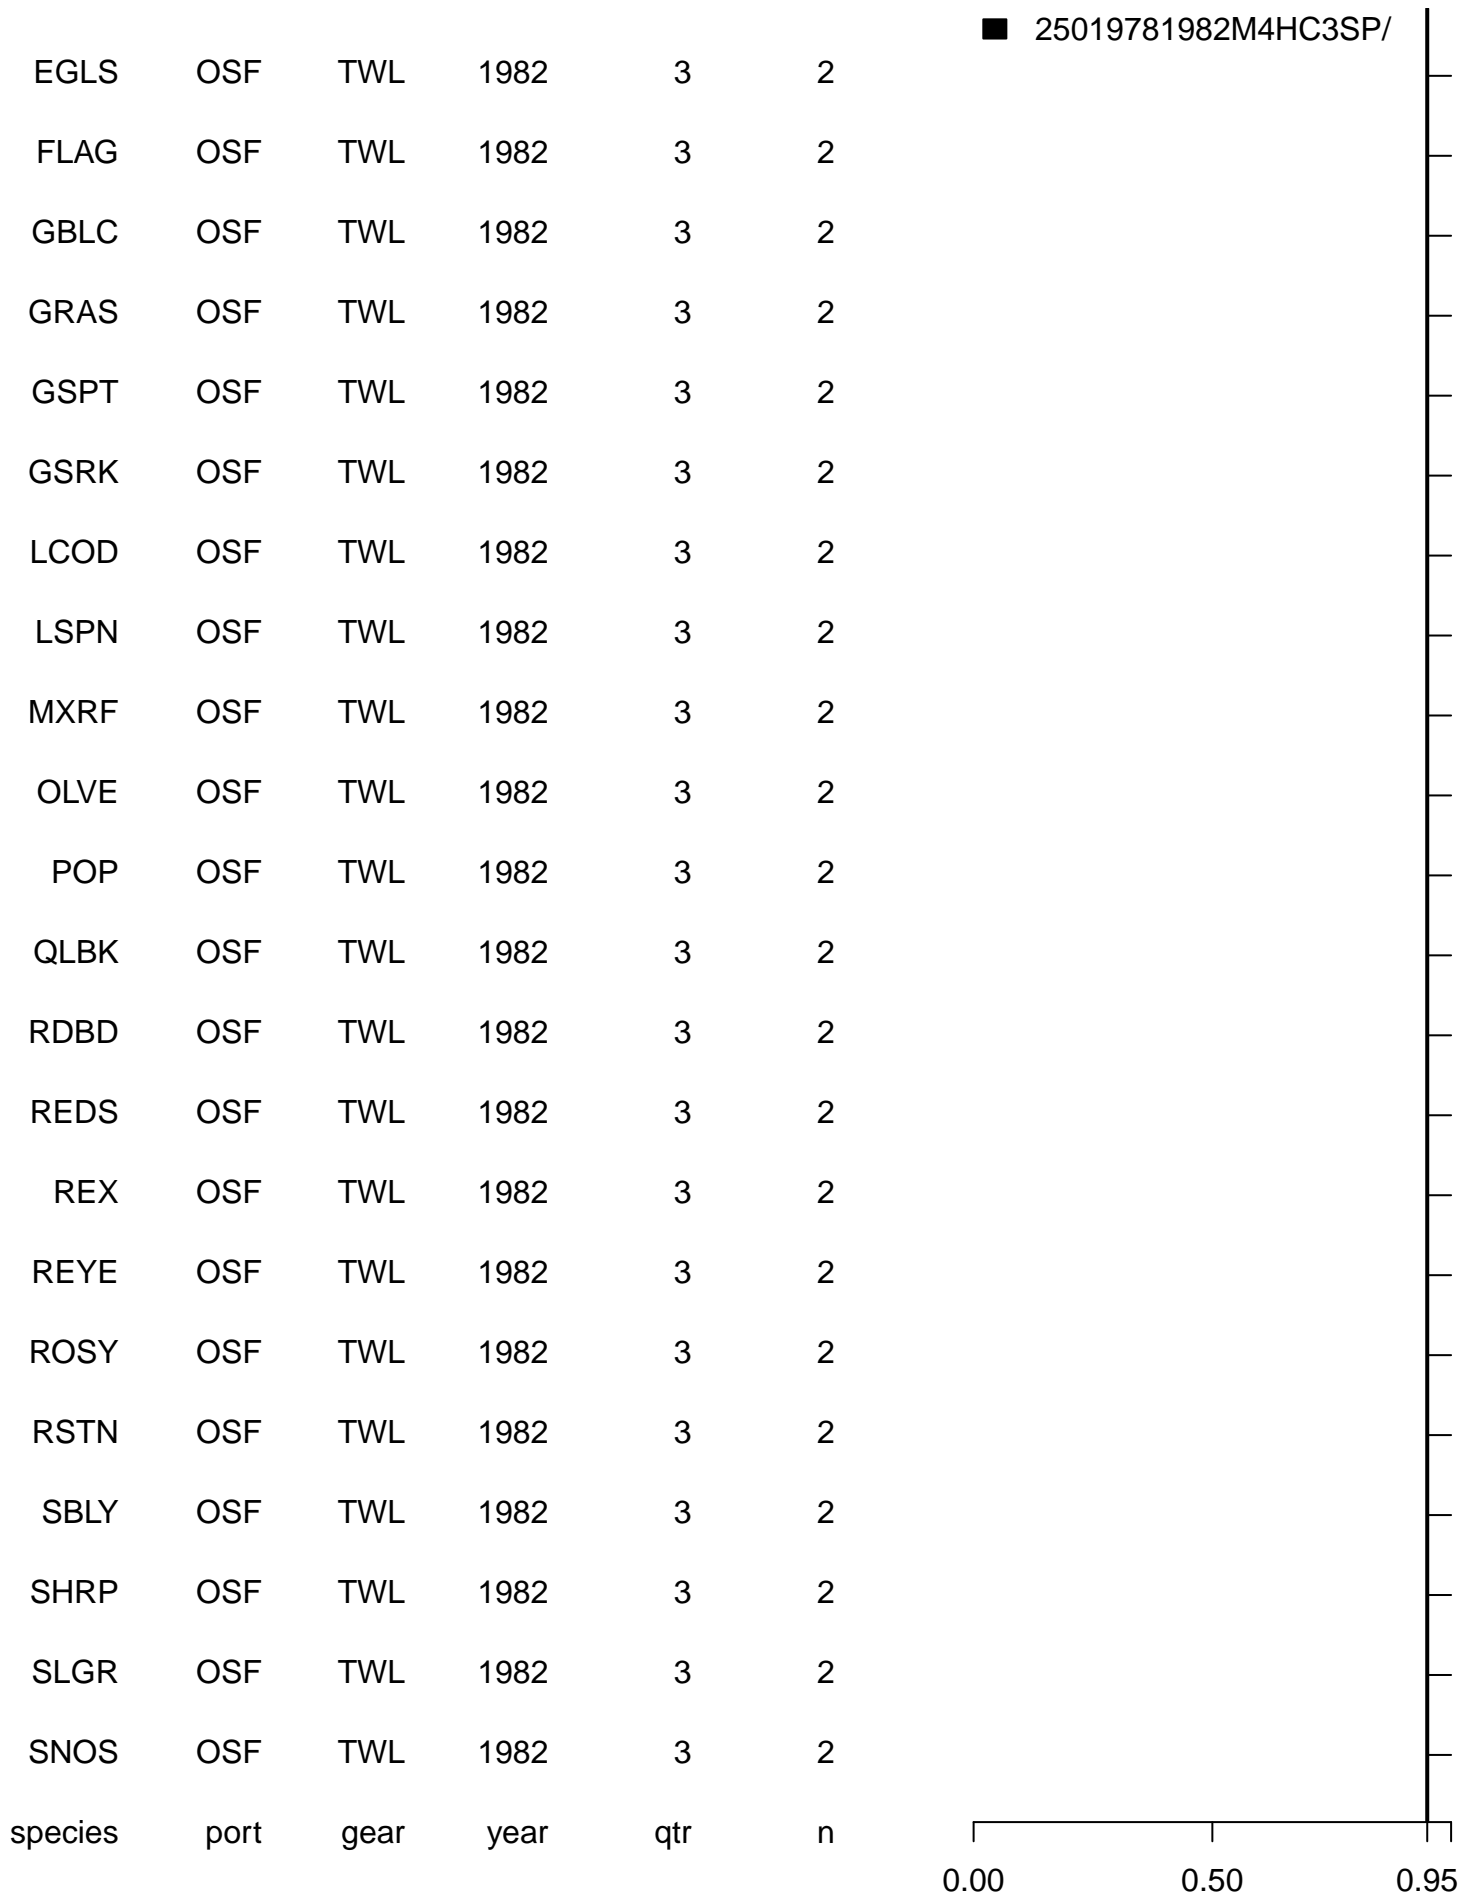 25019781982M4HC3SP/
EGLS OSF TWL 1982 3 2
FLAG OSF TWL 1982 3 2
GBLC OSF TWL 1982 3 2
GRAS OSF TWL 1982 3 2
GSPT OSF TWL 1982 3 2
GSRK OSF TWL 1982 3 2
LCOD OSF TWL 1982 3 2
LSPN OSF TWL 1982 3 2
MXRF OSF TWL 1982 3 2
OLVE OSF TWL 1982 3 2
POP OSF TWL 1982 3 2
QLBK OSF TWL 1982 3 2
RDBD OSF TWL 1982 3 2
REDS OSF TWL 1982 3 2
REX OSF TWL 1982 3 2
REYE OSF TWL 1982 3 2
ROSY OSF TWL 1982 3 2
RSTN OSF TWL 1982 3 2
SBLY OSF TWL 1982 3 2
SHRP OSF TWL 1982 3 2
SLGR OSF TWL 1982 3 2
SNOS OSF TWL 1982 3 2
species port gear year qtr n
0.00 0.50 0.95